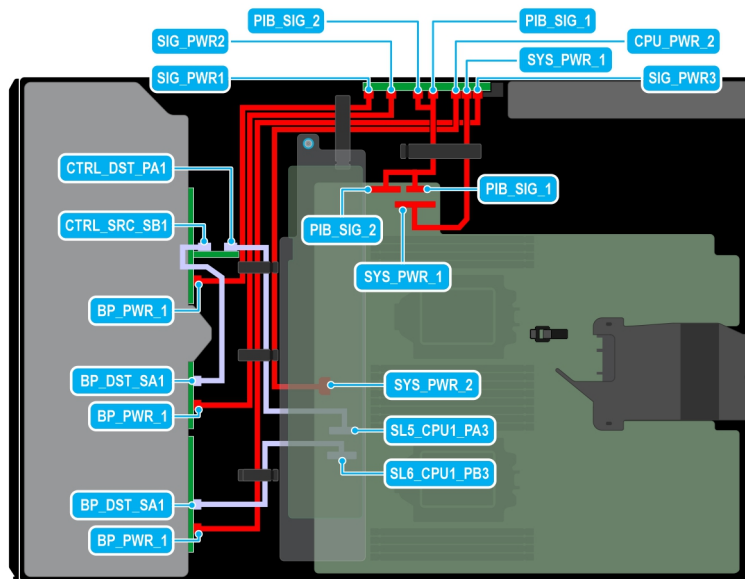 PIB_SIG_2
PIB_SIG_1
SIG_PWR2
CPU_PWR_2
SYS_PWR_1
SIG_PWR1
SIG_PWR3
CTRL_DST_PA1
PIB_SIG_1
CTRL_SRC_SB1
PIB_SIG_2
SYS_PWR_1
BP_PWR_1
BP_DST_SA1
SYS_PWR_2
BP_PWR_1
SL5_CPU1_PA3
SL6_CPU1_PB3
BP_DST_SA1
BP_PWR_1